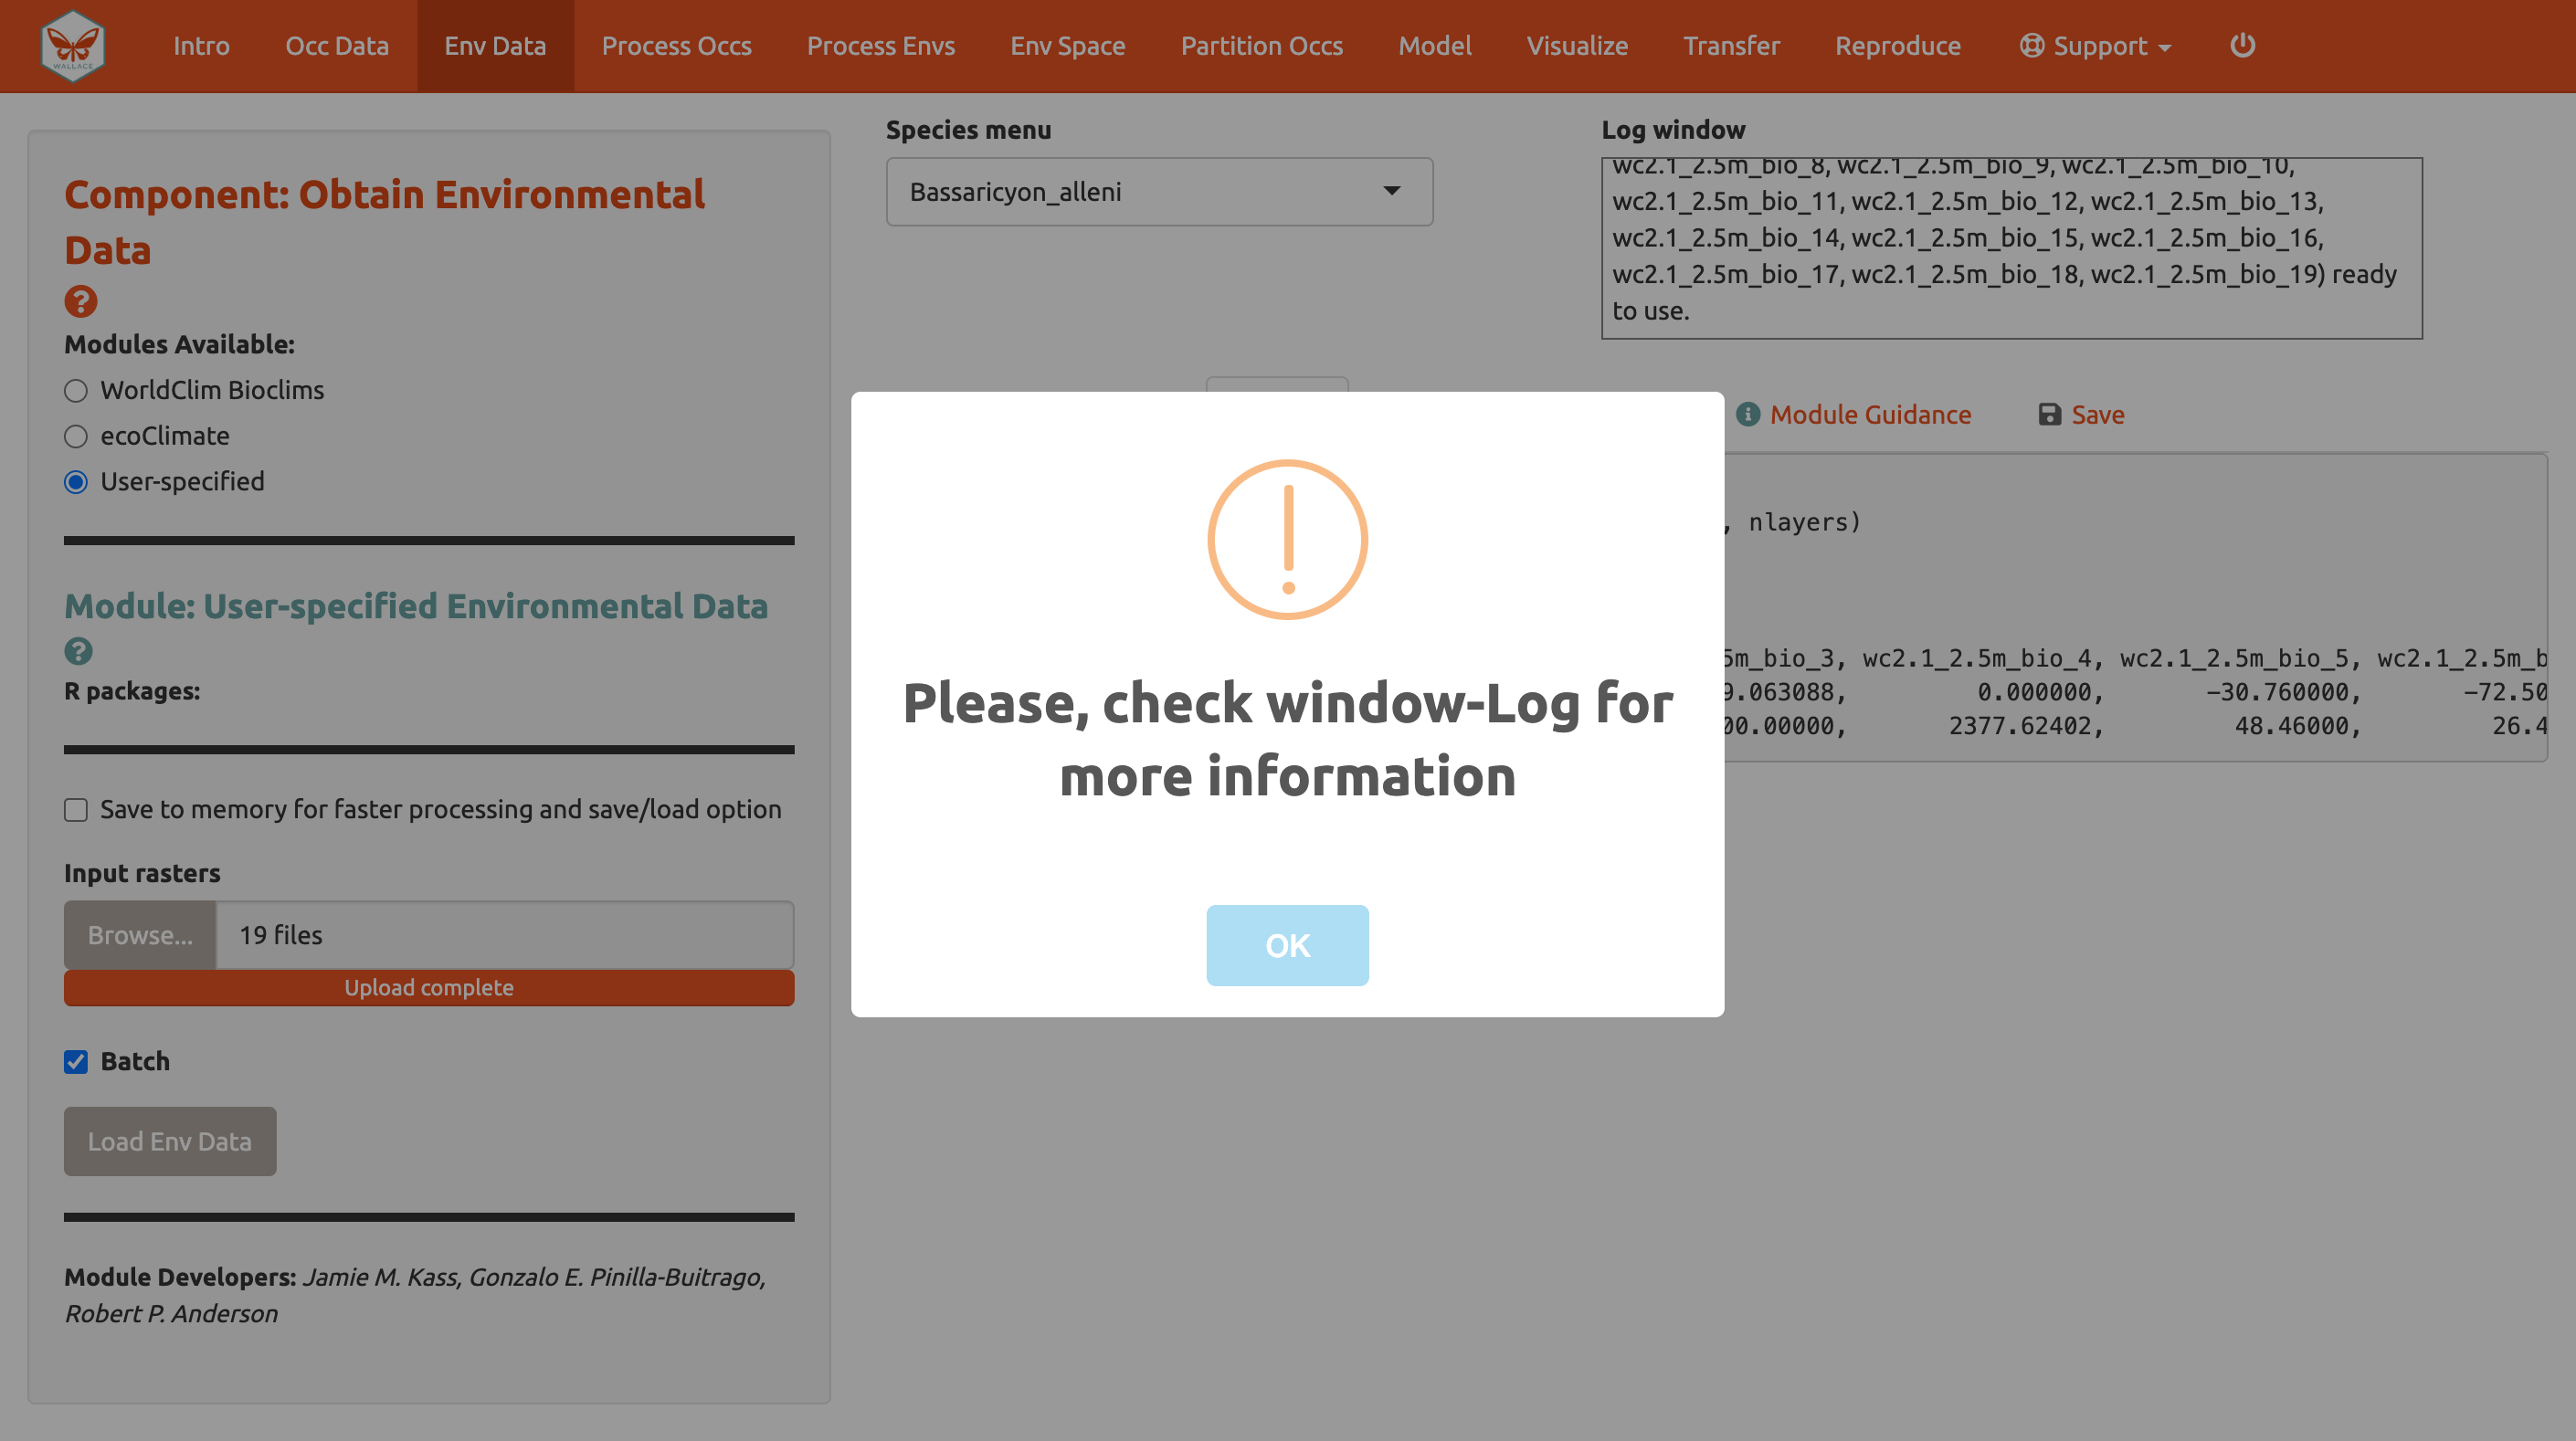 WALLACE
Intro Occ Data Env Data Process Occs Process Envs Env Space Partition Occs Model Visualize Transfer Reproduce Support
Component: Obtain Environmental
Data
?
Modules Available:
WorldClim Bioclims
ecoClimate
User-specified
Module: User-specified Environmental Data
?
R packages:
Save to memory for faster processing and save/load option
Input rasters
Browse... 19 files
Upload complete
Batch
Load Env Data
Module Developers: Jamie M. Kass, Gonzalo E. Pinilla-Buitrago,
Robert P. Anderson
Species menu
Bassaricyon_alleni
Log window
wc2.1_2.5m_bio_8, wc2.1_2.5m_bio_9, wc2.1_2.5m_bio_10,
wc2.1_2.5m_bio_11, wc2.1_2.5m_bio_12, wc2.1_2.5m_bio_13,
wc2.1_2.5m_bio_14, wc2.1_2.5m_bio_15, wc2.1_2.5m_bio_16,
wc2.1_2.5m_bio_17, wc2.1_2.5m_bio_18, wc2.1_2.5m_bio_19) ready
to use.
Module Guidance Save
, nlayers)
5m_bio_3, wc2.1_2.5m_bio_4, wc2.1_2.5m_bio_5, wc2.1_2.5m_b
9.063088, 0.000000, -30.760000, -72.50
00.00000, 2377.62402, 48.46000, 26.4
Please, check window-Log for
more information
OK